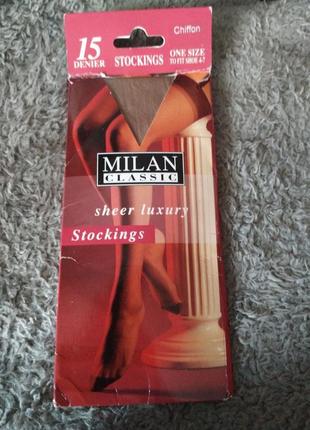 Chiffon
15 DENIER
STOCKINGS
ONE SIZE
TO FIT SHOE 4-7
MILAN
CLASSIC
sheer luxury
Stockings